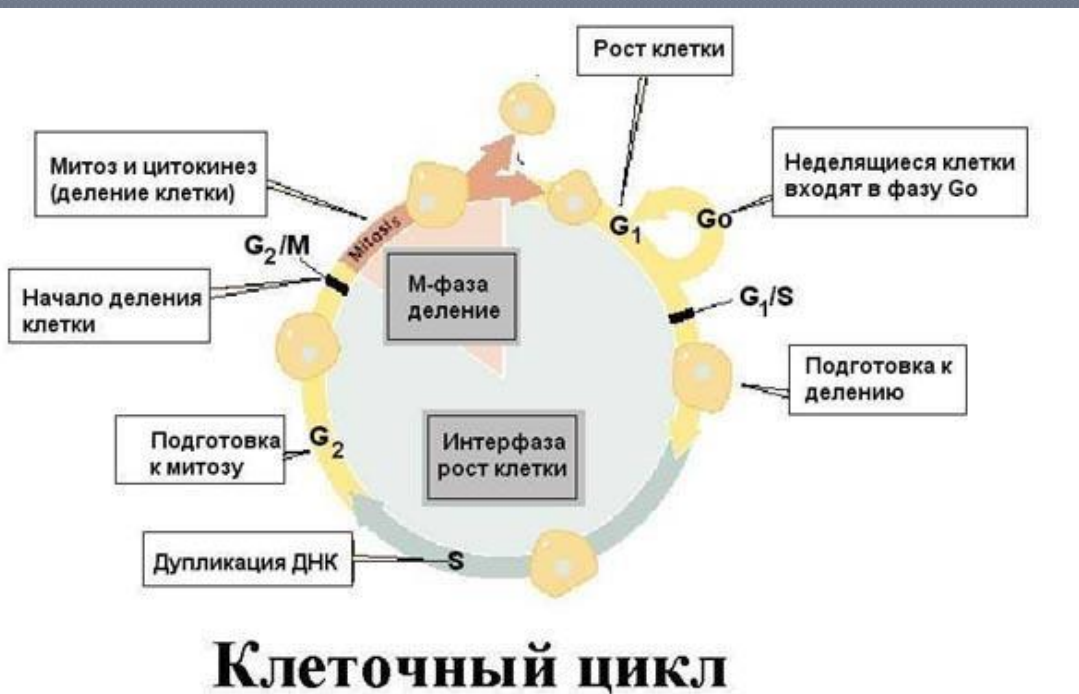 Рост клетки
Митоз и цитокинез
(деление клетки)
Неделящиеся клетки
входят в фазу Go
Go
G1
Mitosis
G2/M
М-фаза
деление
Начало деления
клетки
G1/S
Подготовка к
делению
Подготовка
к митозу
G2
Интерфаза
рост клетки
Дупликация ДНК
S
Клеточный цикл